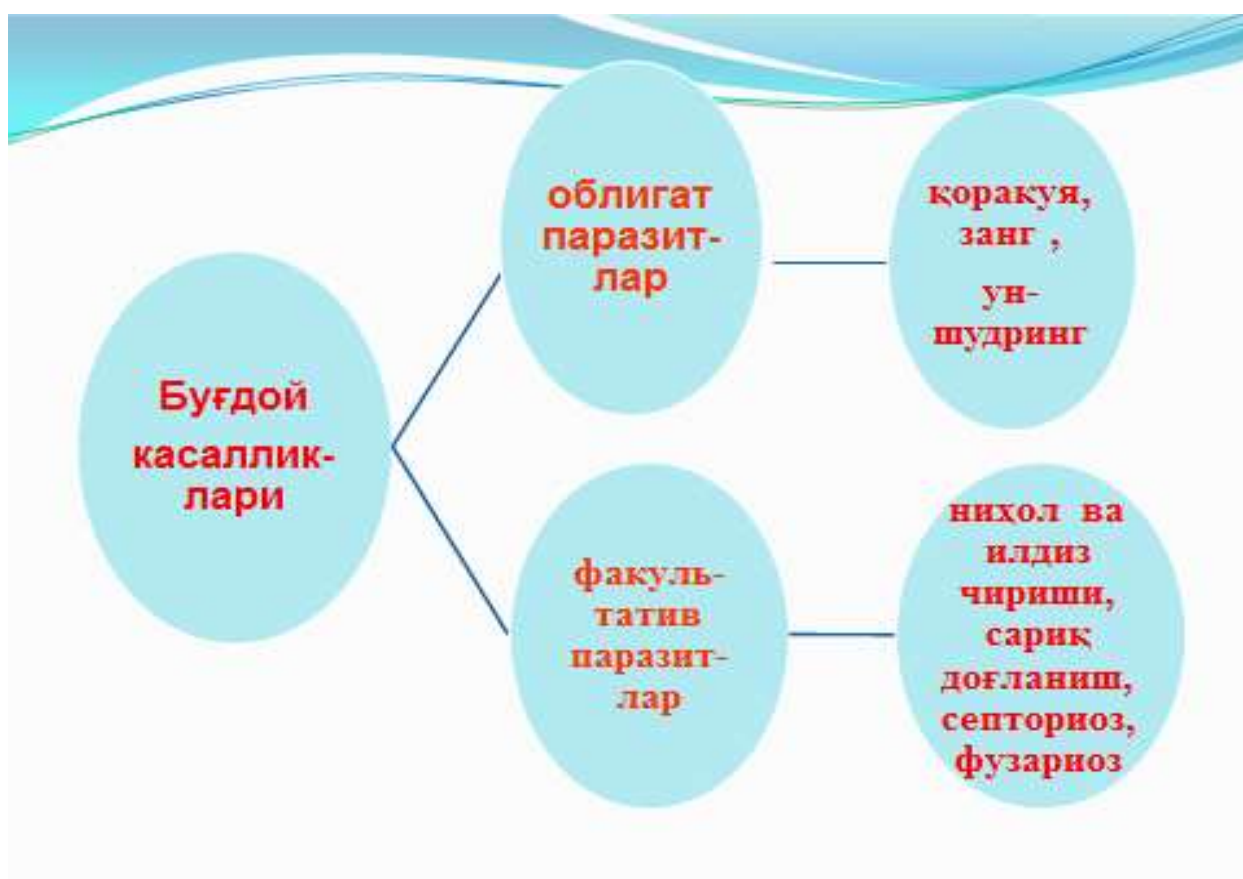 Буғдой
касаллик-
лари
облигат
паразит-
лар
қоракуя,
занг ,
ун-
шудринг
факуль-
татив
паразит-
лар
ниҳол ва
илдиз
чириши,
сариқ
доғланиш,
септориоз,
фузариоз